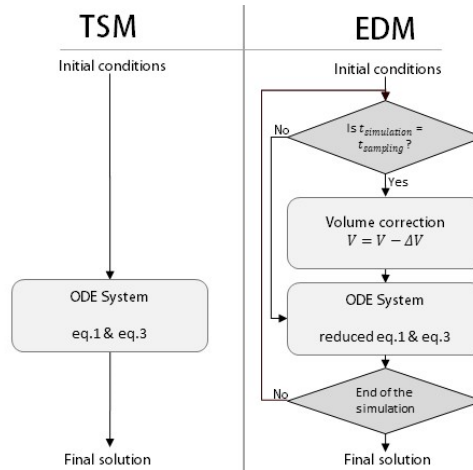 TSM
Initial conditions
ODE System
eq.1 & eq.3
Final solution
EDM
Initial conditions
Is t_simulation =
t_sampling ?
No
Yes
Volume correction
V = V − ΔV
ODE System
reduced eq.1 & eq.3
No
End of the
simulation
Final solution